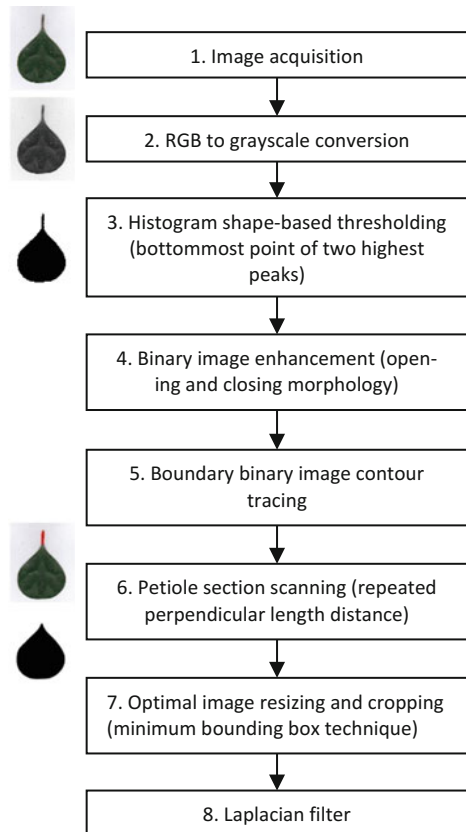 1. Image acquisition
2. RGB to grayscale conversion
3. Histogram shape-based thresholding
(bottommost point of two highest
peaks)
4. Binary image enhancement (open-
ing and closing morphology)
5. Boundary binary image contour
tracing
6. Petiole section scanning (repeated
perpendicular length distance)
7. Optimal image resizing and cropping
(minimum bounding box technique)
8. Laplacian filter